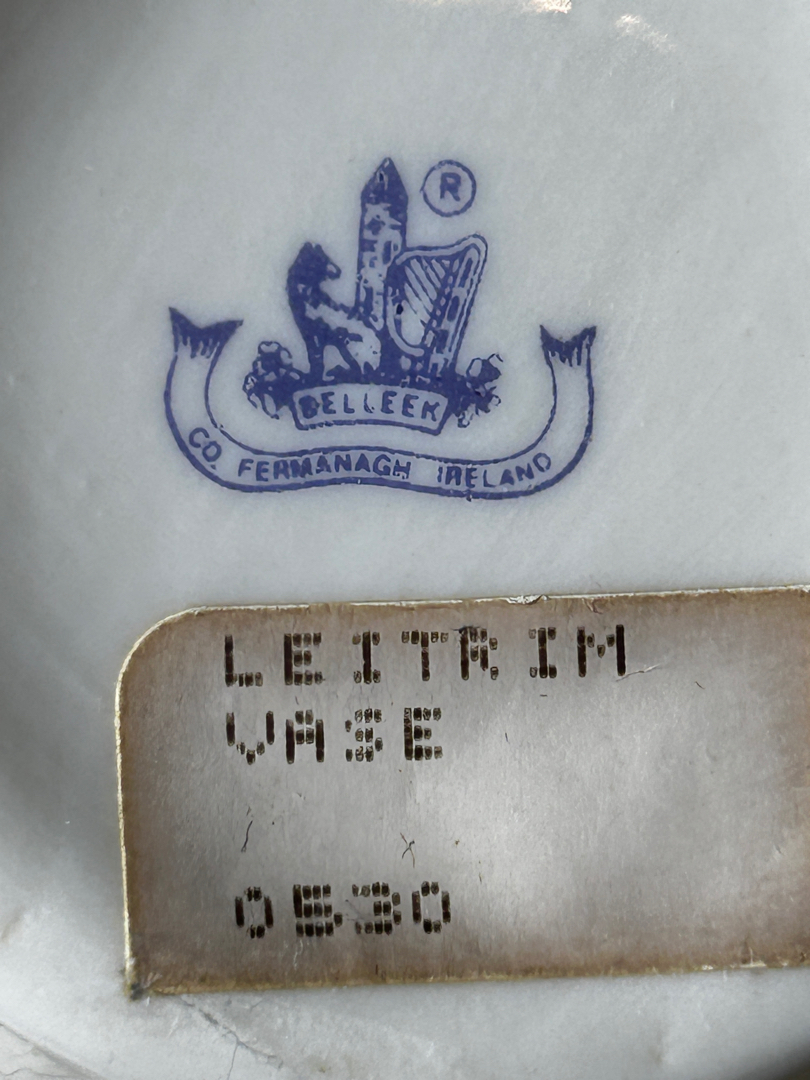 ®
BELLEEK
CO. FERMANAGH IRELAND
LEITRIM
VASE
0530